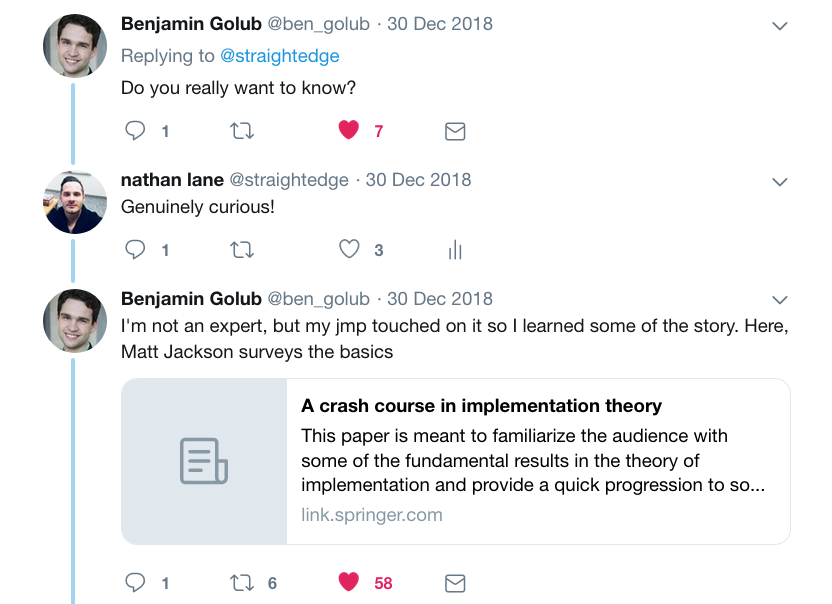 Benjamin Golub @ben_golub · 30 Dec 2018
Replying to @straightedge
Do you really want to know?
1 7
nathan lane @straightedge · 30 Dec 2018
Genuinely curious!
1 3
Benjamin Golub @ben_golub · 30 Dec 2018
I'm not an expert, but my jmp touched on it so I learned some of the story. Here,
Matt Jackson surveys the basics
A crash course in implementation theory
This paper is meant to familiarize the audience with
some of the fundamental results in the theory of
implementation and provide a quick progression to so...
link.springer.com
1 6 58